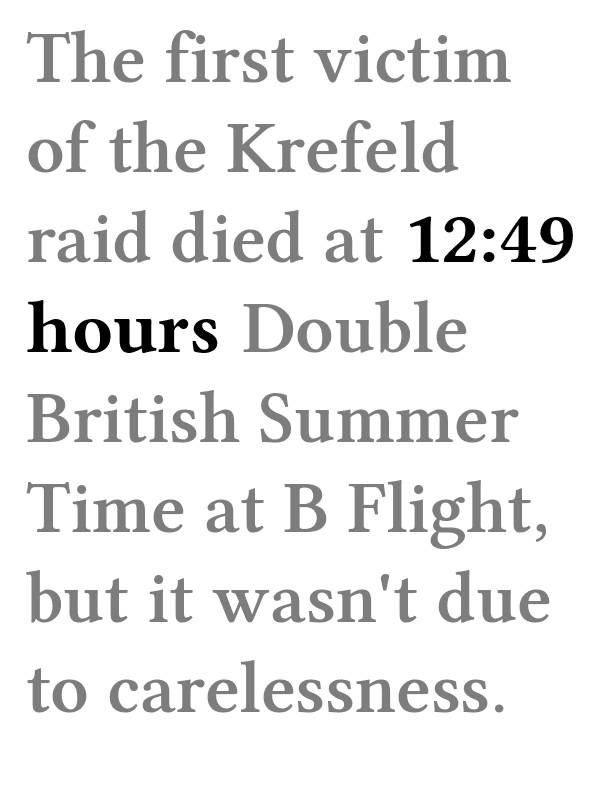 The first victim
of the Krefeld
raid died at 12:49
hours Double
British Summer
Time at B Flight,
but it wasn't due
to carelessness.